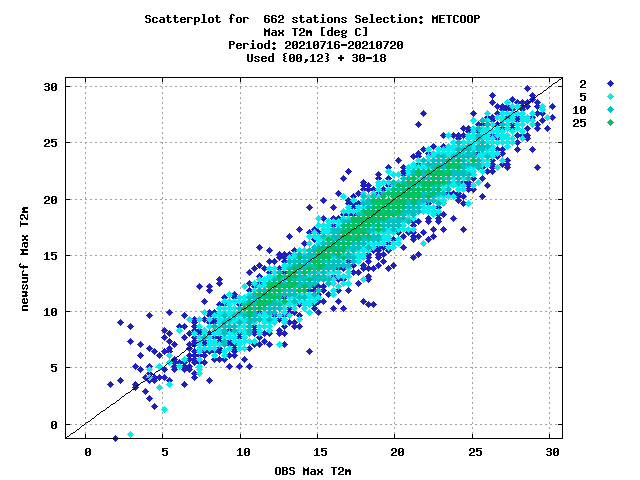 Scatterplot for  662 stations Selection: METCOOP
Max T2m [deg C]
Period: 20210716-20210720
Used {00,12} + 30-18
2
5
10
25
newsurf Max T2m
30
25
20
15
10
5
0
0 5 10 15 20 25 30
OBS Max T2m